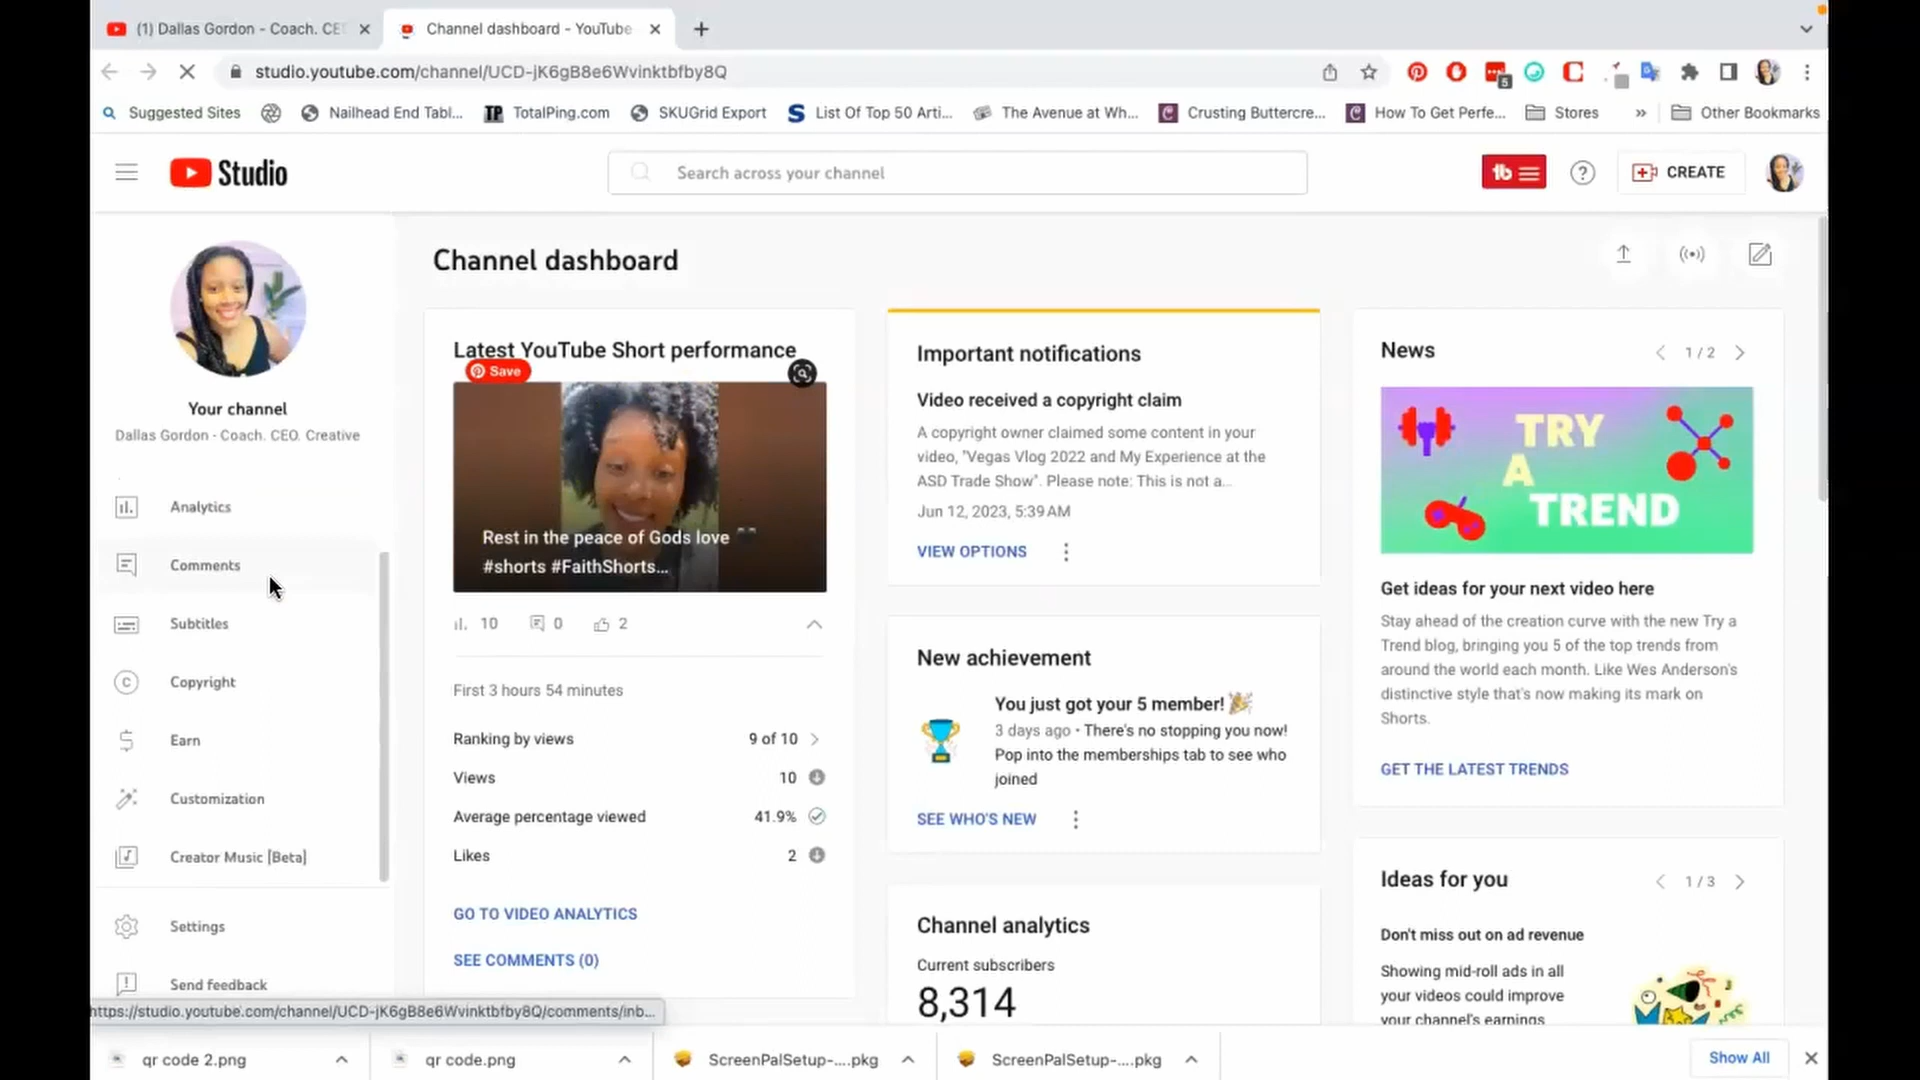 (1) Dallas Gordon - Coach. CE
Channel dashboard - YouTube
studio.youtube.com/channel/UCD-jK6gB8e6Wvinktbfby8Q
5
Suggested Sites
Nailhead End Tabl...
TP TotalPing.com
SKUGrid Export
S List Of Top 50 Arti...
The Avenue at Wh...
Crusting Buttercre...
How To Get Perfe...
Stores
»
Other Bookmarks
Studio
Search across your channel
tb
CREATE
Your channel
Dallas Gordon - Coach. CEO. Creative
Analytics
Comments
Subtitles
Copyright
Earn
Customization
Creator Music [Beta]
Settings
Send feedback
https://studio.youtube.com/channel/UCD-jK6gB8e6Wvinktbfby8Q/comments/inb...
Channel dashboard
Latest YouTube Short performance
Save
Rest in the peace of Gods love
#shorts #FaithShorts...
10 0 2
First 3 hours 54 minutes
Ranking by views 9 of 10
Views 10
Average percentage viewed 41.9%
Likes 2
GO TO VIDEO ANALYTICS
SEE COMMENTS (0)
Important notifications
Video received a copyright claim
A copyright owner claimed some content in your
video, "Vegas Vlog 2022 and My Experience at the
ASD Trade Show". Please note: This is not a...
Jun 12, 2023, 5:39 AM
VIEW OPTIONS
New achievement
You just got your 5 member! 🎉
3 days ago • There's no stopping you now!
Pop into the memberships tab to see who
joined
SEE WHO'S NEW
Channel analytics
Current subscribers
8,314
News
1 / 2
TRY
A
TREND
Get ideas for your next video here
Stay ahead of the creation curve with the new Try a
Trend blog, bringing you 5 of the top trends from
around the world each month. Like Wes Anderson's
distinctive style that's now making its mark on
Shorts.
GET THE LATEST TRENDS
Ideas for you
1 / 3
Don't miss out on ad revenue
Showing mid-roll ads in all
your videos could improve
your channel's earnings
qr code 2.png
qr code.png
ScreenPalSetup-....pkg
ScreenPalSetup-....pkg
Show All